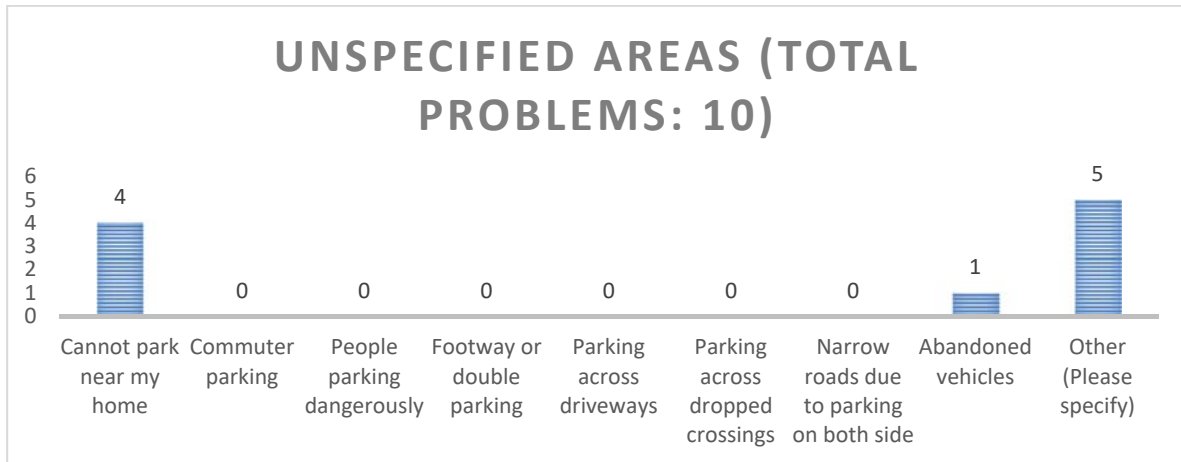 UNSPECIFIED AREAS (TOTAL
PROBLEMS: 10)
6
5
4
3
2
1
0
4
0
0
0
0
0
0
1
5
Cannot park
near my
home
Commuter
parking
People
parking
dangerously
Footway or
double
parking
Parking
across
driveways
Parking
across
dropped
crossings
Narrow
roads due
to parking
on both side
Abandoned
vehicles
Other
(Please
specify)